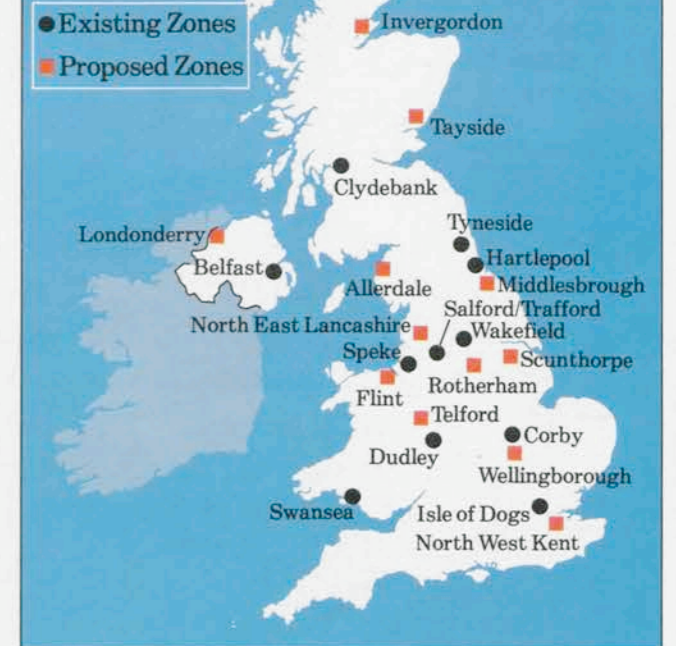 Existing Zones
Proposed Zones
Invergordon
Tayside
Clydebank
Tyneside
Londonderry
Hartlepool
Belfast
Middlesbrough
Allerdale
Salford/Trafford
North East Lancashire
Wakefield
Speke
Scunthorpe
Rotherham
Flint
Telford
Corby
Dudley
Wellingborough
Swansea
Isle of Dogs
North West Kent